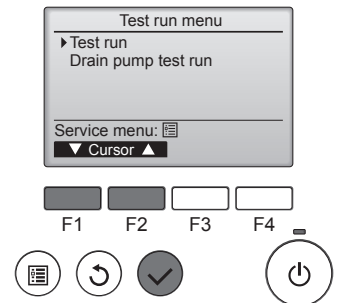 Test run menu
Test run
Drain pump test run
Service menu:
▼ Cursor ▲
F1 F2 F3 F4